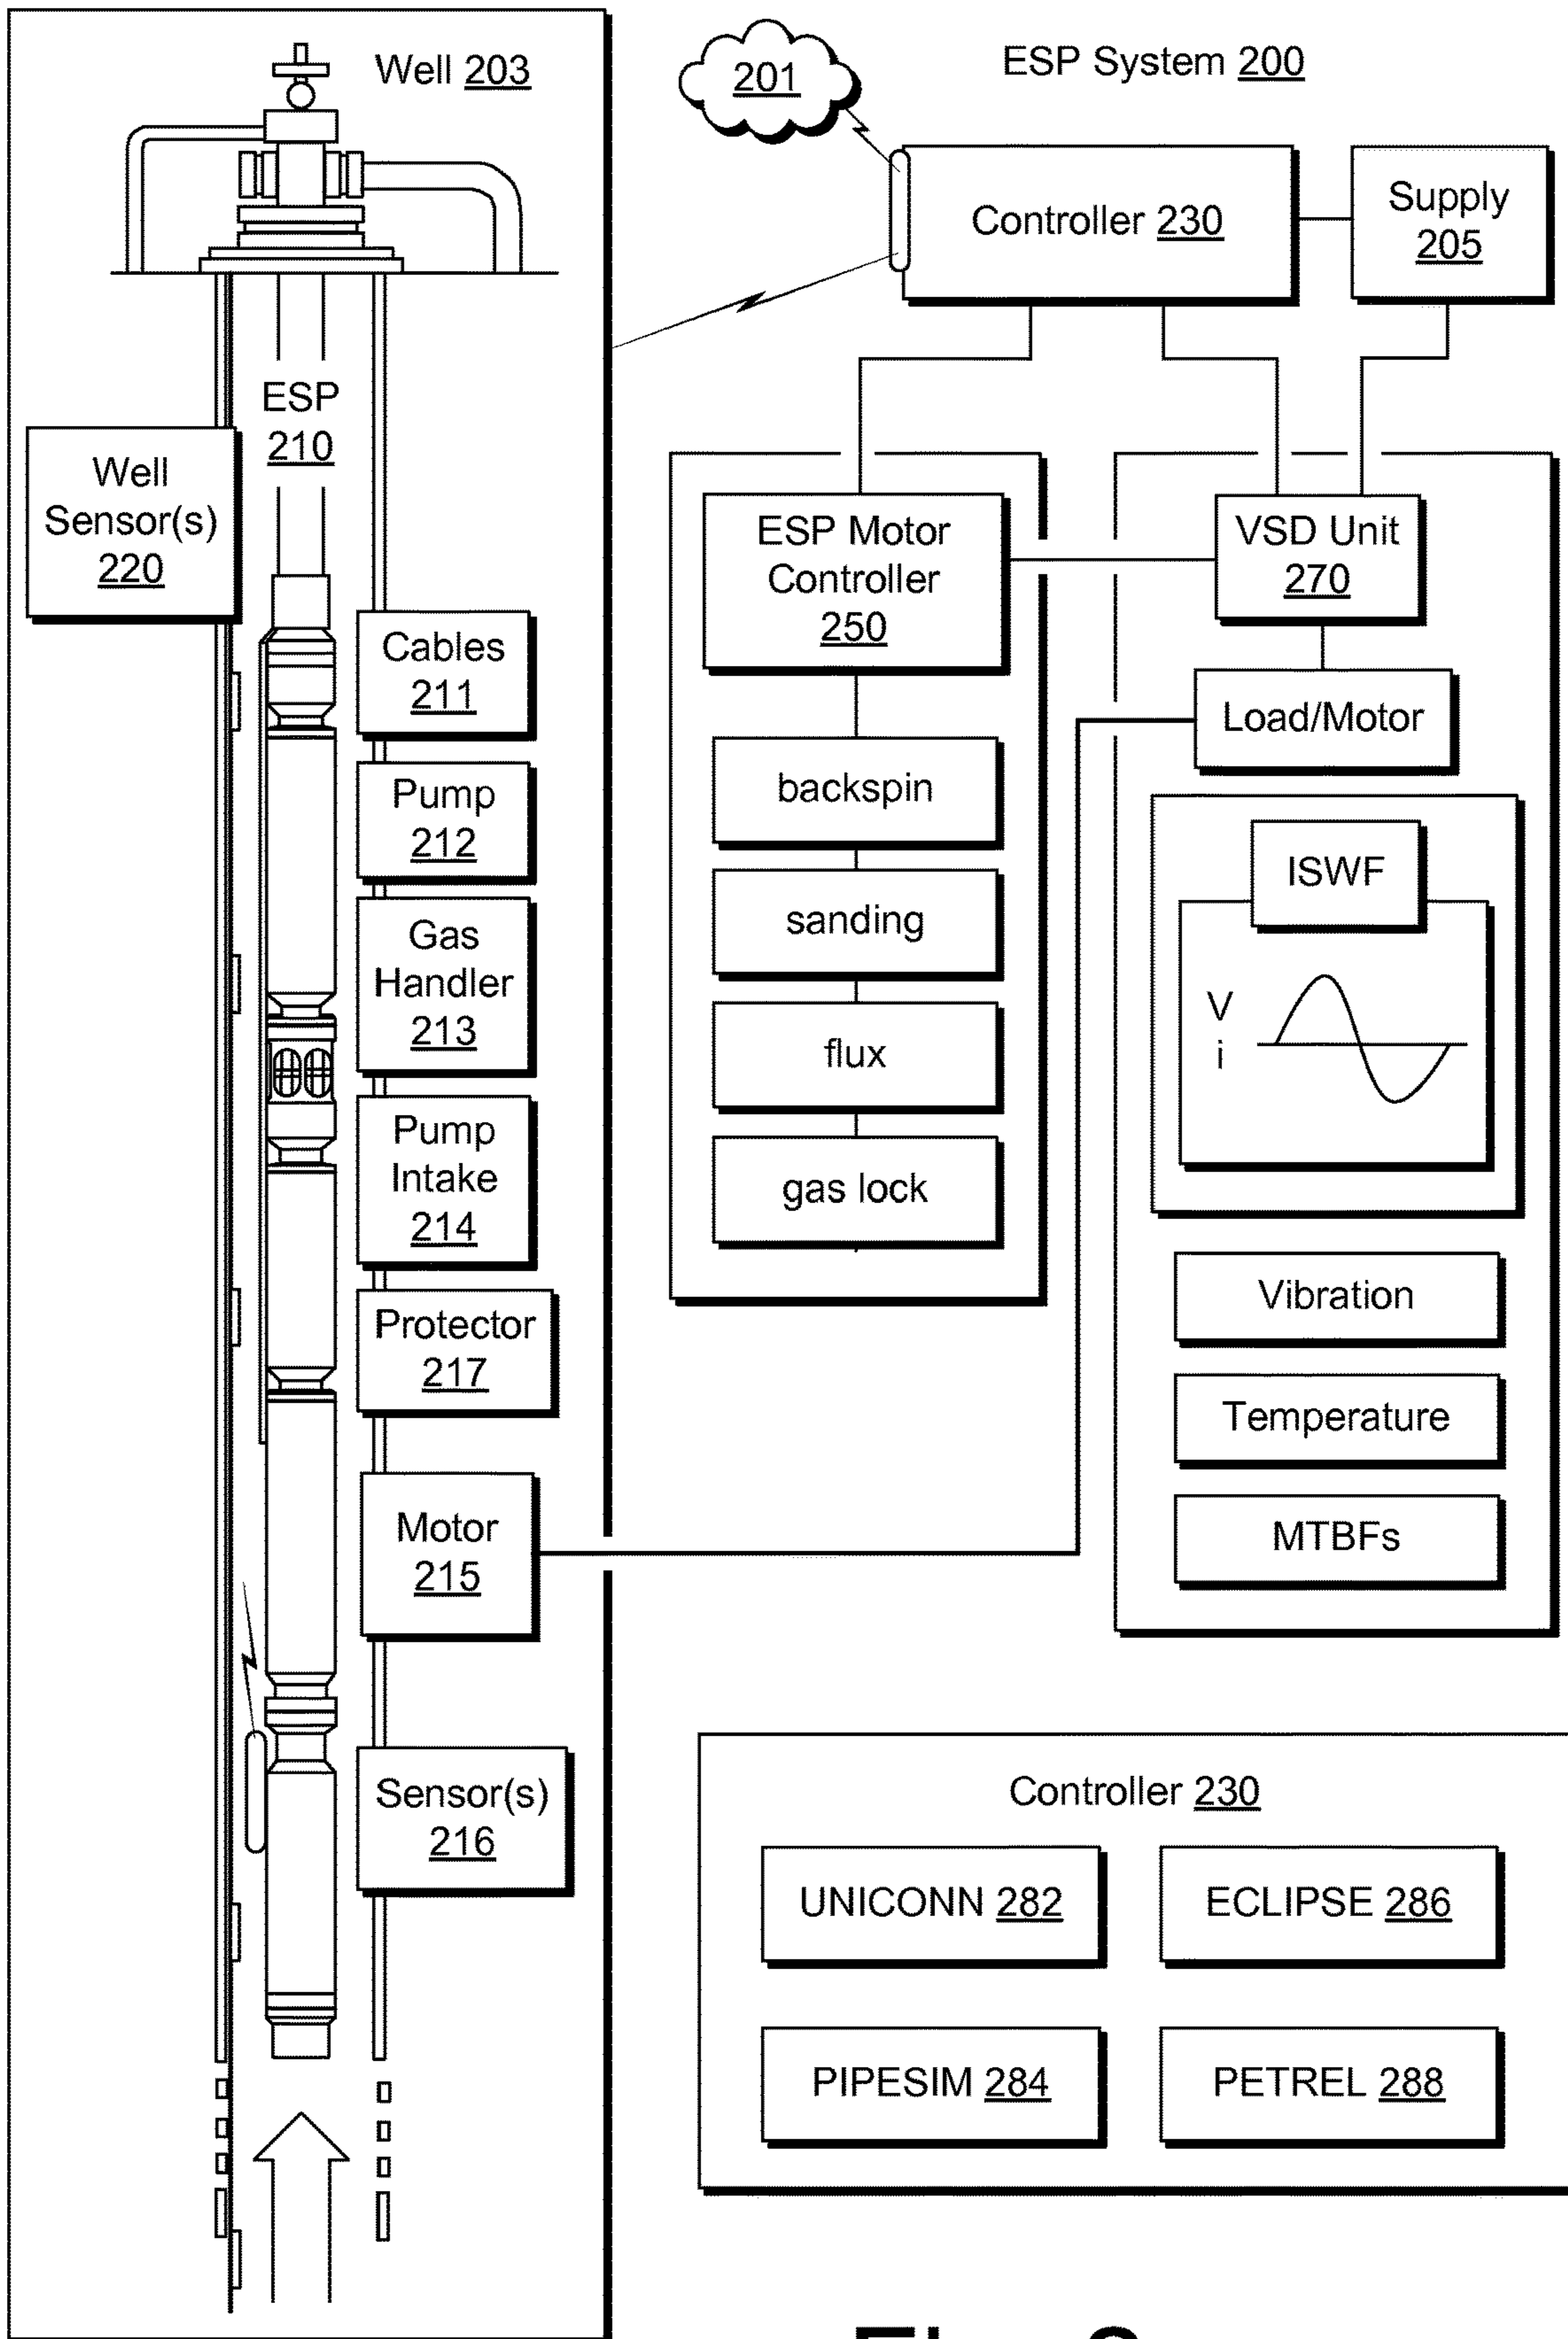 Well 203
201
ESP System 200
Controller 230
Supply
205
ESP
210
Well
Sensor(s)
220
Cables
211
Pump
212
Gas
Handler
213
Pump
Intake
214
Protector
217
Motor
215
Sensor(s)
216
ESP Motor
Controller
250
backspin
sanding
flux
gas lock
VSD Unit
270
Load/Motor
ISWF
V
i
Vibration
Temperature
MTBFs
Controller 230
UNICONN 282
ECLIPSE 286
PIPESIM 284
PETREL 288